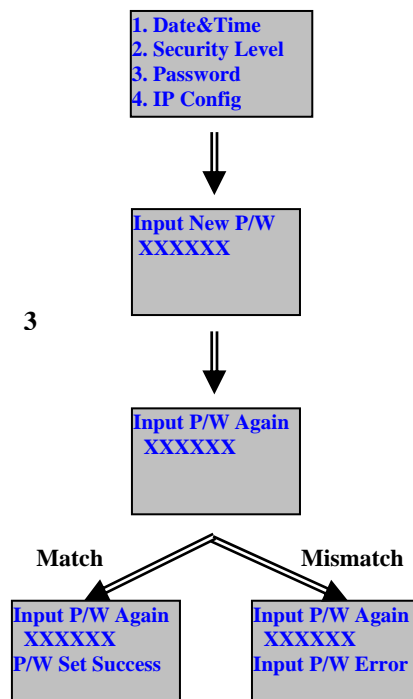 1. Date&Time
2. Security Level
3. Password
4. IP Config
Input New P/W
XXXXXX
3
Input P/W Again
XXXXXX
Match
Mismatch
Input P/W Again
XXXXXX
P/W Set Success
Input P/W Again
XXXXXX
Input P/W Error